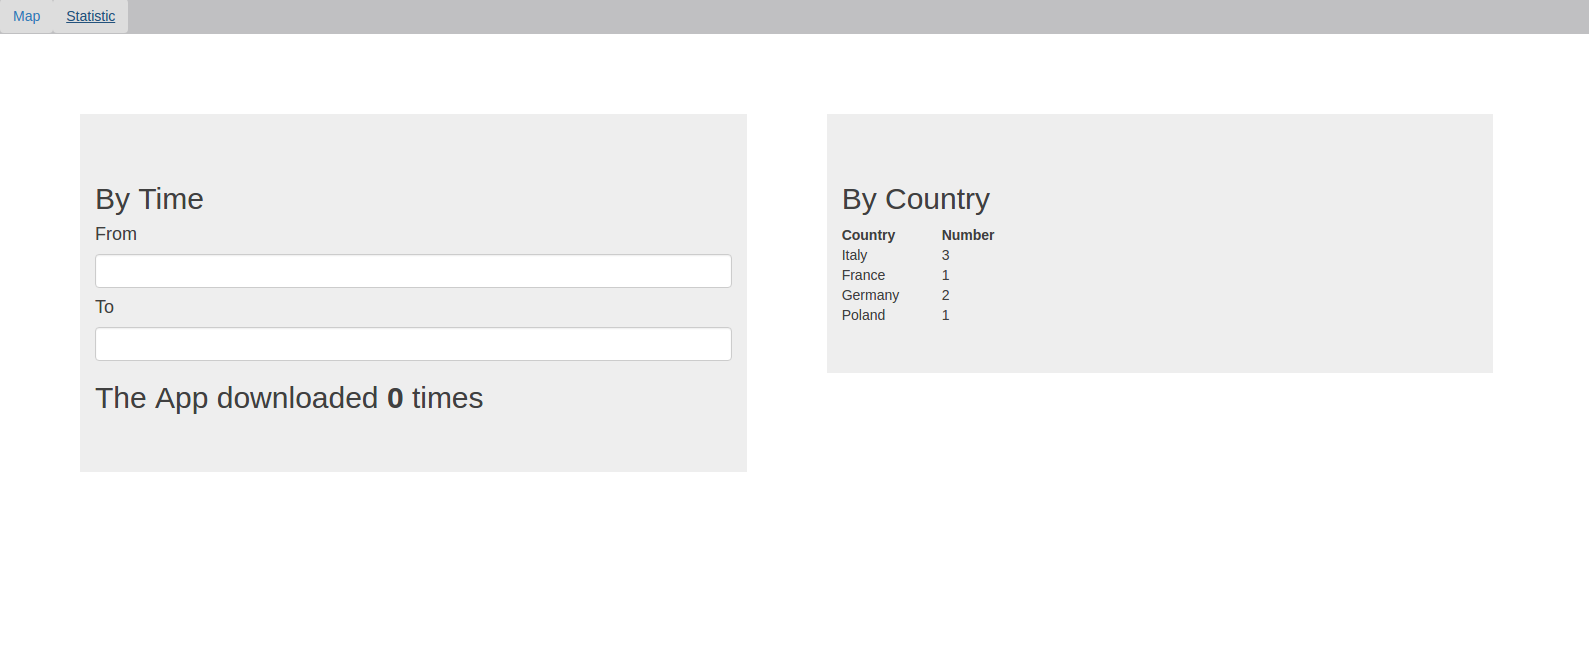 Map Statistic
By Time
From
To
The App downloaded 0 times
By Country
Country Number
Italy 3
France 1
Germany 2
Poland 1